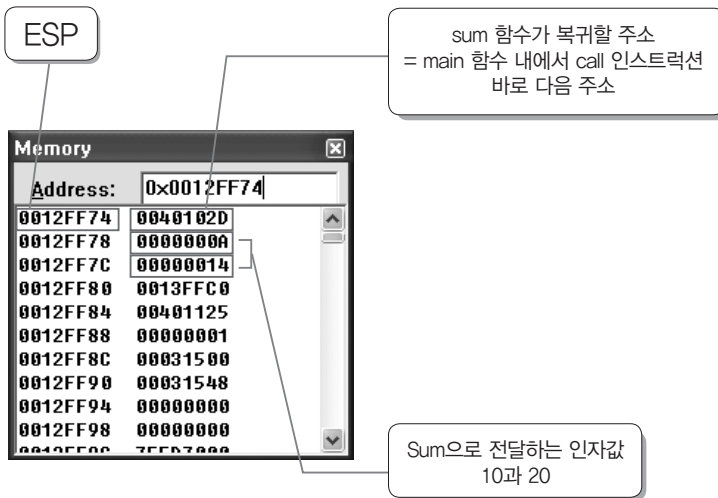 ESP
sum 함수가 복귀할 주소
= main 함수 내에서 call 인스트럭션
바로 다음 주소
Memory
Address: 0x0012FF74
0012FF74 0040102D
0012FF78 0000000A
0012FF7C 00000014
0012FF80 0013FFC0
0012FF84 00401125
0012FF88 00000001
0012FF8C 00031500
0012FF90 00031548
0012FF94 00000000
0012FF98 00000000
Sum으로 전달하는 인자값
10과 20